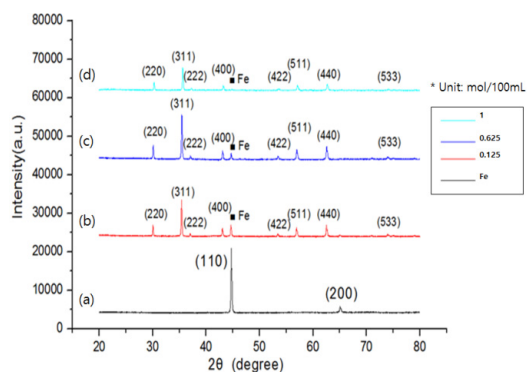 80000
70000
60000
50000
40000
30000
20000
10000
0
Intensity(a.u.)
20 30 40 50 60 70 80
2θ (degree)
(d) (220) (311) (222) (400) ■ Fe (422) (511) (440) (533)
(c) (220) (311) (222) (400) ■ Fe (422) (511) (440) (533)
(b) (220) (311) (222) (400) ■ Fe (422) (511) (440) (533)
(a) (110) (200)
* Unit: mol/100mL
1
0.625
0.125
Fe